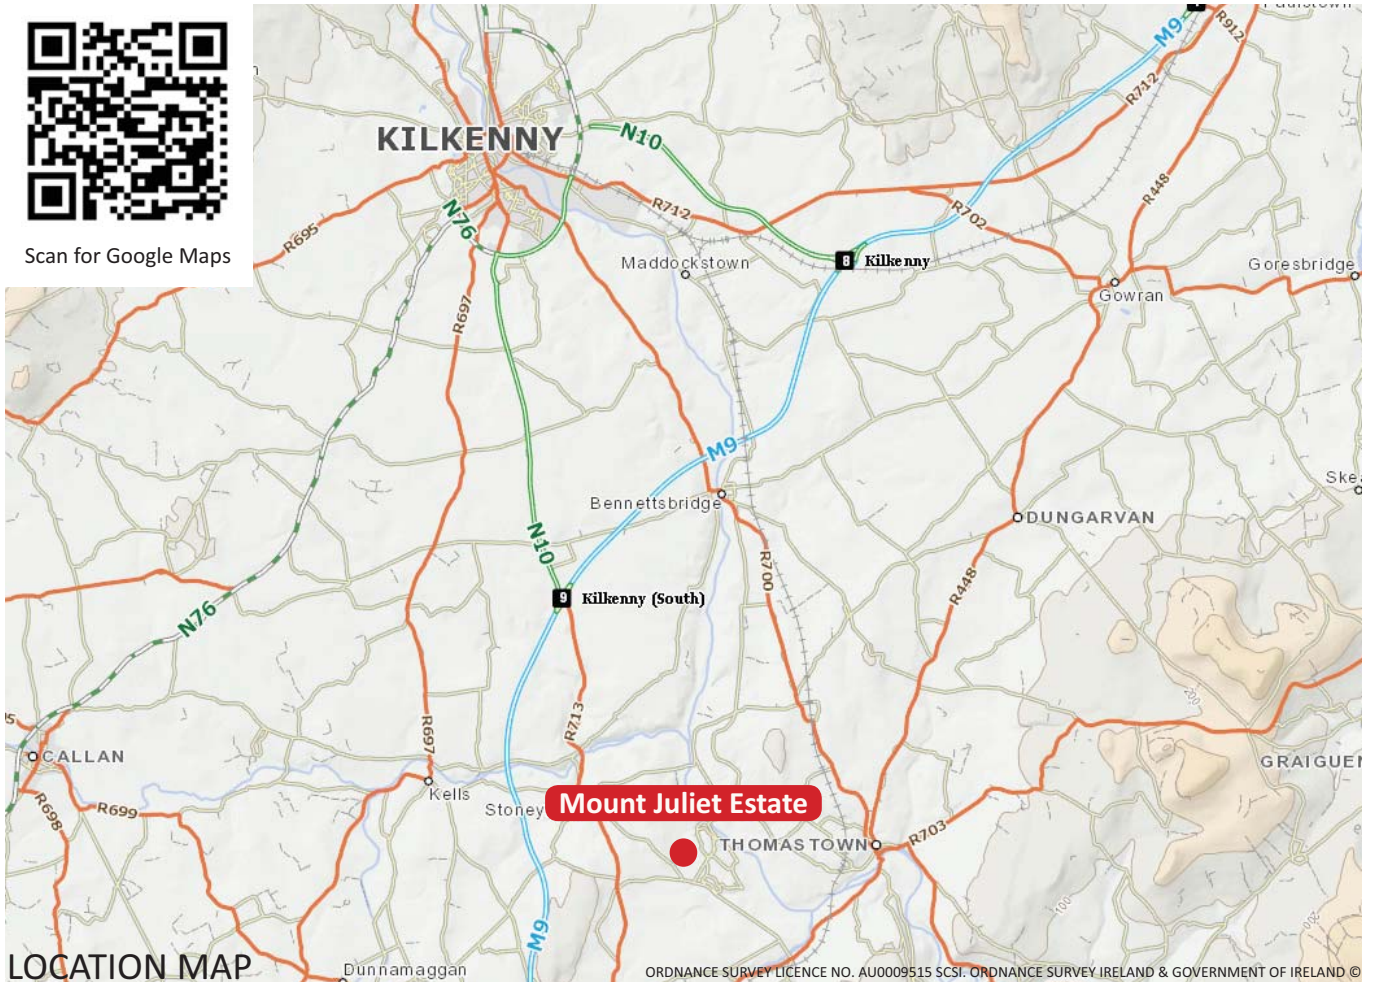 Scan for Google Maps
M9
R912
R712
KILKENNY
N10
R448
R712
R702
N76
R695
Maddockstown
8 Kilkenny
Goresbridge
Gowran
R697
M9
Bennettsbridge
DUNGARVAN
N10
R700
R448
9 Kilkenny (South)
N76
200
R713
R697
CALLAN
Kells
Stoney
Mount Juliet Estate
R698
R699
THOMASTOWN
R703
100
200
M9
LOCATION MAP
Dunnamaggan
ORDNANCE SURVEY LICENCE NO. AU0009515 SCSI. ORDNANCE SURVEY IRELAND & GOVERNMENT OF IRELAND ©